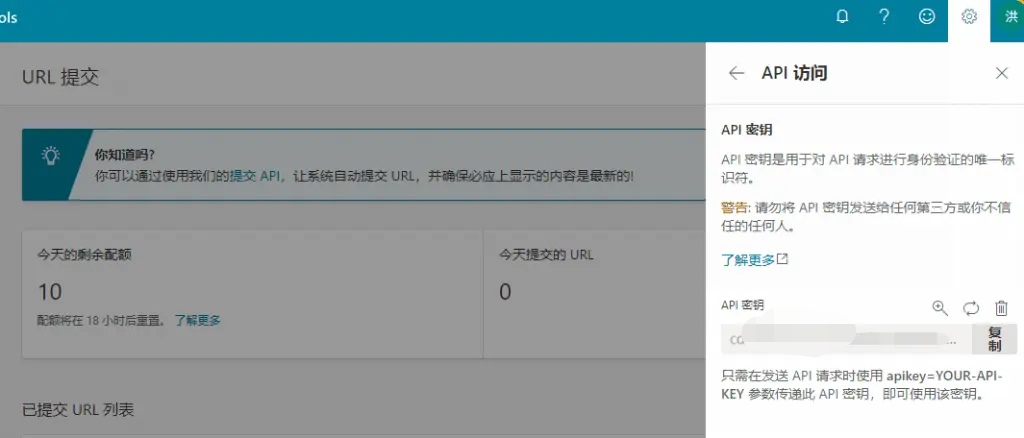 ols
洪
URL 提交
你知道吗?
你可以通过使用我们的提交 API，让系统自动提交 URL，并确保必应上显示的内容是最新的!
今天的剩余配额
10
配额将在 18 小时后重置。 了解更多
今天提交的 URL
0
已提交 URL 列表
API 访问
API 密钥
API 密钥是用于对 API 请求进行身份验证的唯一标
识符。
警告: 请勿将 API 密钥发送给任何第三方或你不信
任的任何人。
了解更多
API 密钥
...
复
制
只需在发送 API 请求时使用 apikey=YOUR-API-
KEY 参数传递此 API 密钥，即可使用该密钥。